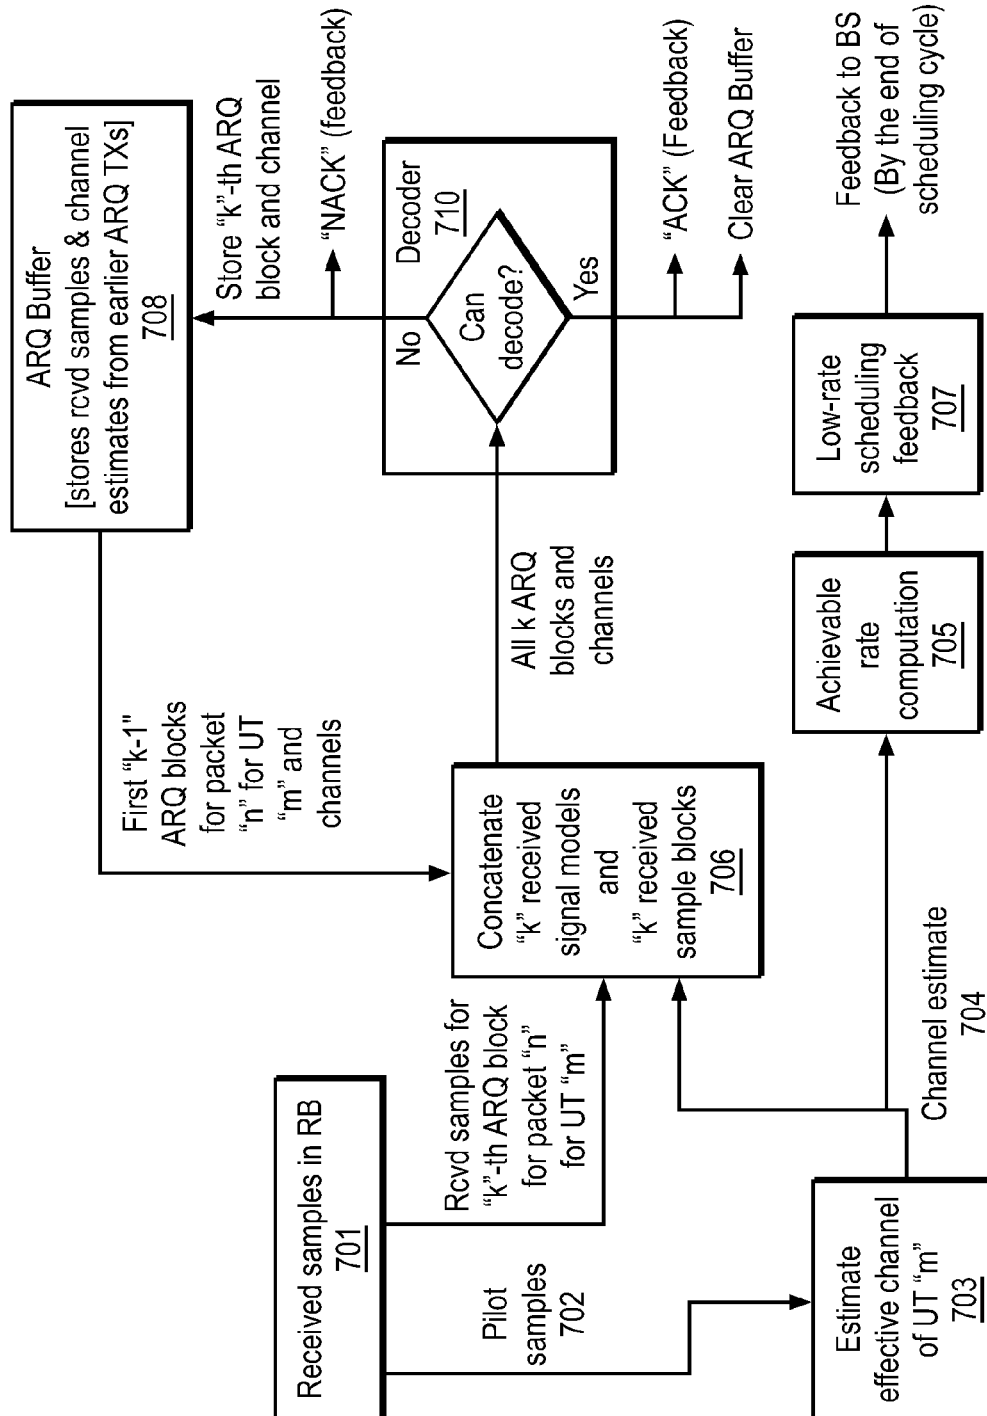 Received samples in RB
701
Pilot
samples
702
Estimate
effective channel
of UT “m”
703
Rcvd samples for
“k”-th ARQ block
for packet “n”
for UT “m”
Channel estimate
704
First “k-1"
ARQ blocks
for packet
“n” for UT
“m” and
channels
Concatenate
“k” received
signal models
and
“k” received
sample blocks
706
All k ARQ
blocks and
channels
ARQ Buffer
[stores rcvd samples & channel
estimates from earlier ARQ TXs]
708
Store “k”-th ARQ
block and channel
“NACK” (feedback)
No
Decoder
710
Can
decode?
Yes
“ACK” (Feedback)
Clear ARQ Buffer
Achievable
rate
computation
705
Low-rate
scheduling
feedback
707
Feedback to BS
(By the end of
scheduling cycle)